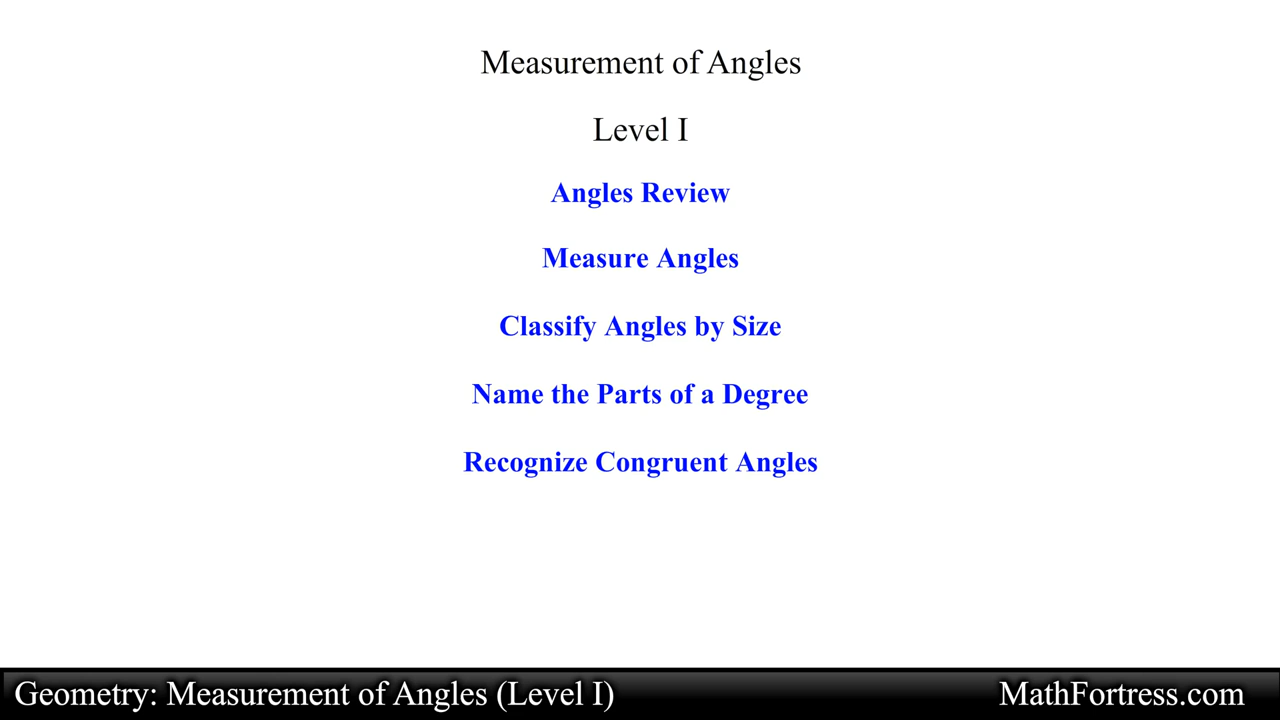 Measurement of Angles
Level I
Angles Review
Measure Angles
Classify Angles by Size
Name the Parts of a Degree
Recognize Congruent Angles
Geometry: Measurement of Angles (Level I)
MathFortress.com